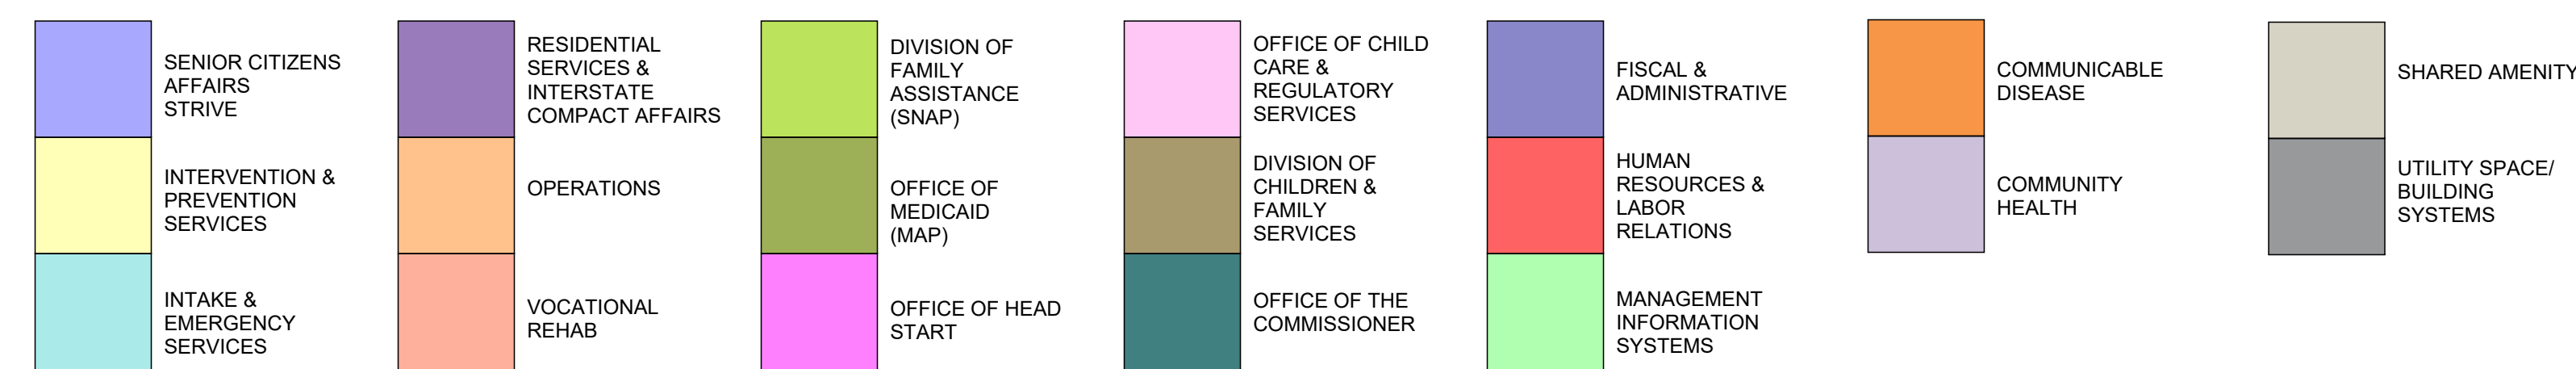 SENIOR CITIZENS
AFFAIRS
STRIVE
INTERVENTION &
PREVENTION
SERVICES
INTAKE &
EMERGENCY
SERVICES
RESIDENTIAL
SERVICES &
INTERSTATE
COMPACT AFFAIRS
OPERATIONS
VOCATIONAL
REHAB
DIVISION OF
FAMILY
ASSISTANCE
(SNAP)
OFFICE OF
MEDICAID
(MAP)
OFFICE OF HEAD
START
OFFICE OF CHILD
CARE &
REGULATORY
SERVICES
DIVISION OF
CHILDREN &
FAMILY
SERVICES
OFFICE OF THE
COMMISSIONER
FISCAL &
ADMINISTRATIVE
HUMAN
RESOURCES &
LABOR
RELATIONS
MANAGEMENT
INFORMATION
SYSTEMS
COMMUNICABLE
DISEASE
COMMUNITY
HEALTH
SHARED AMENITY
UTILITY SPACE/
BUILDING
SYSTEMS